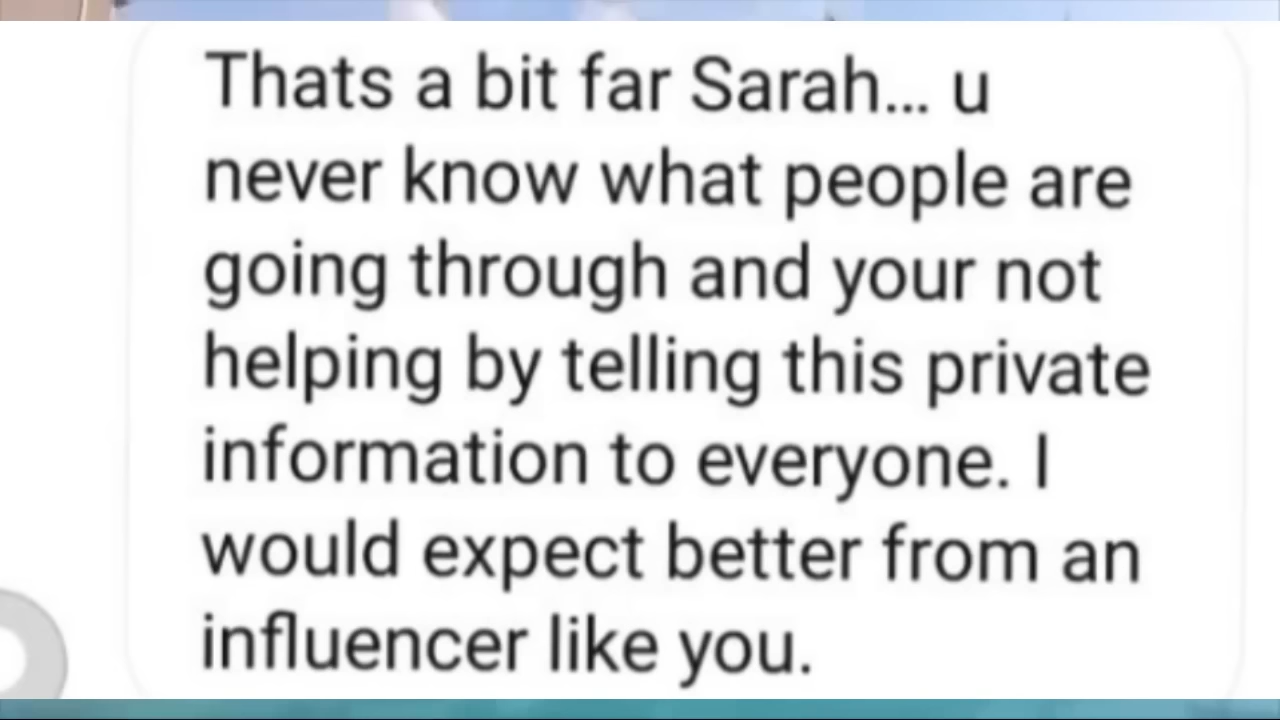 Thats a bit far Sarah... u
never know what people are
going through and your not
helping by telling this private
information to everyone. I
would expect better from an
influencer like you.